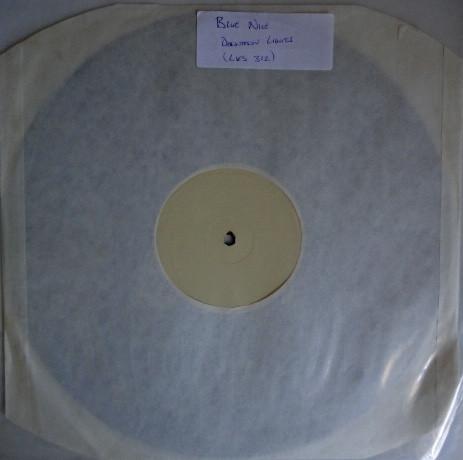 Blue Nile
Downtown Lights
(LKS 312)